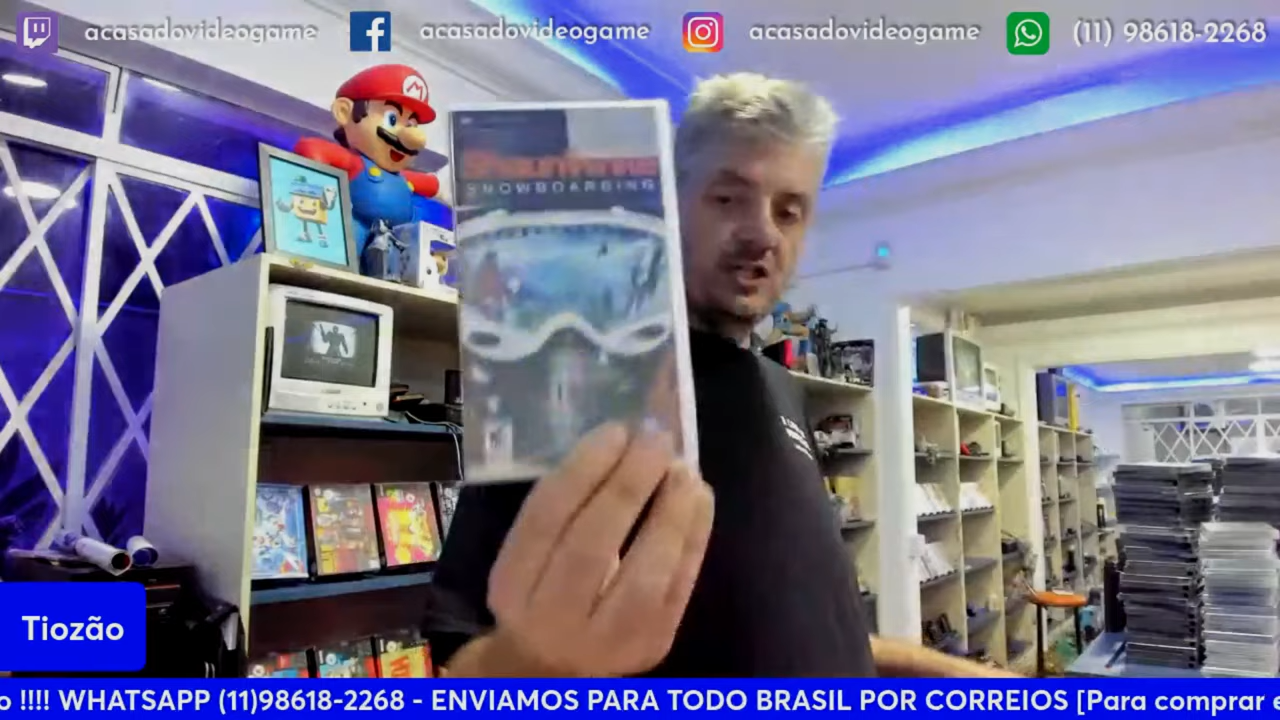 acasadovideogame acasadovideogame acasadovideogame (11) 98618-2268
SNOWBOARDING
Tiozão
o !!!! WHATSAPP (11)98618-2268 - ENVIAMOS PARA TODO BRASIL POR CORREIOS [Para comprar e